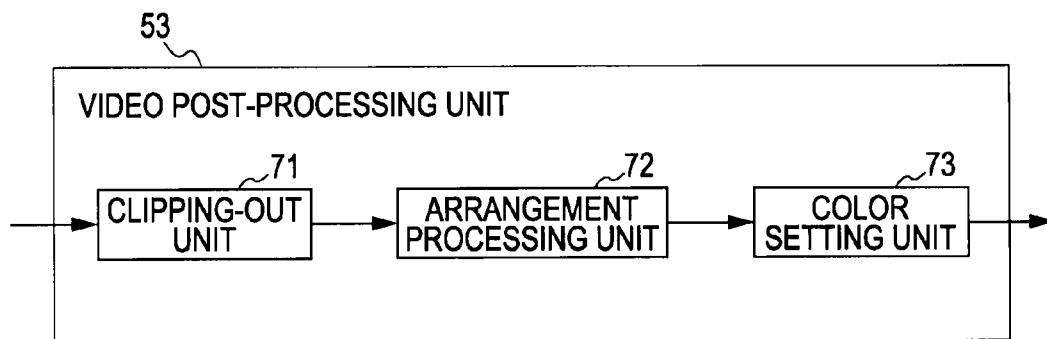 53
VIDEO POST-PROCESSING UNIT
71
CLIPPING-OUT
UNIT
72
ARRANGEMENT
PROCESSING UNIT
73
COLOR
SETTING UNIT